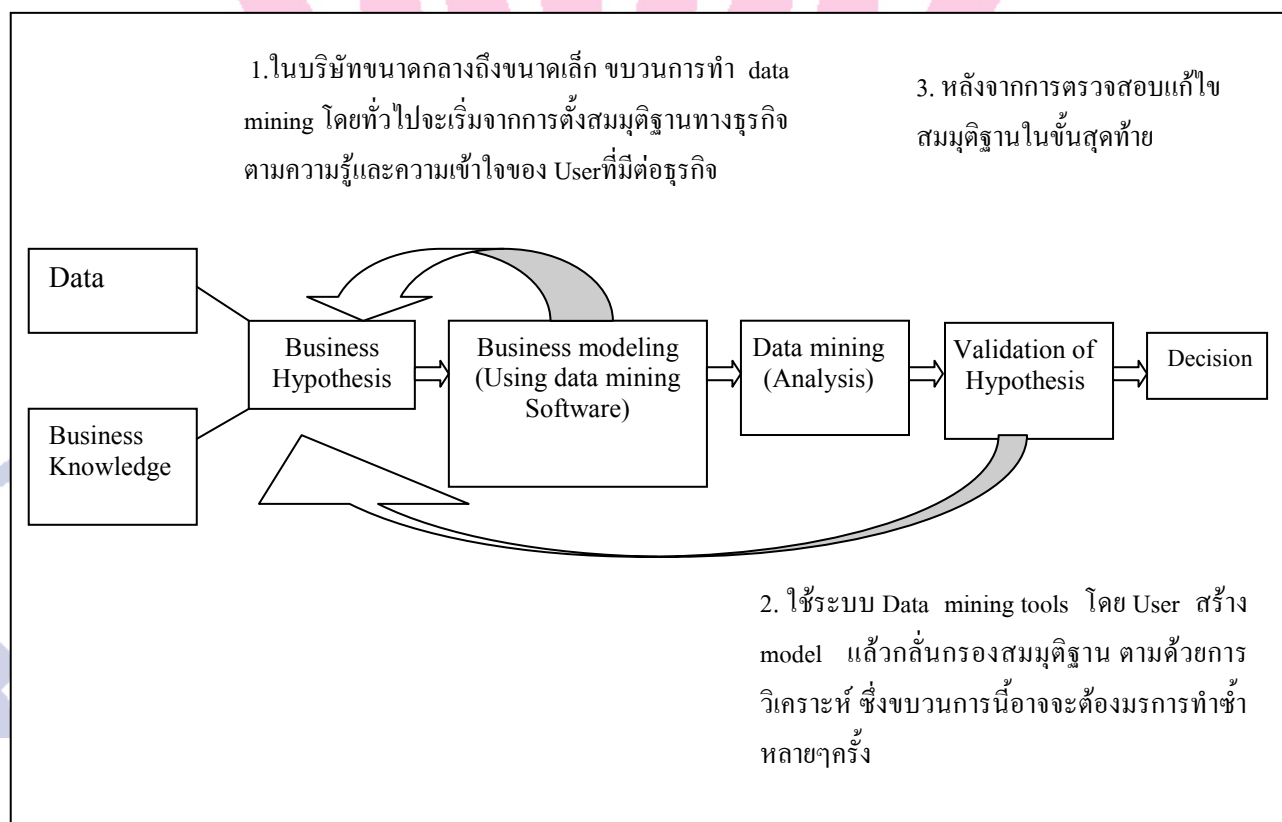 1.ในบริษัทขนาดกลางถึงขนาดเล็ก ขบวนการทำ data
mining โดยทั่วไปจะเริ่มจากการตั้งสมมุติฐานทางธุรกิจ
ตามความรู้และความเข้าใจของ Userที่มีต่อธุรกิจ
3. หลังจากการตรวจสอบแก้ไข
สมมุติฐานในขั้นสุดท้าย
Data
Business
Knowledge
Business
Hypothesis
Business modeling
(Using data mining
Software)
Data mining
(Analysis)
Validation of
Hypothesis
Decision
2. ใช้ระบบ Data mining tools โดย User สร้าง
model แล้วกลั่นกรองสมมุติฐาน ตามด้วยการ
วิเคราะห์ ซึ่งขบวนการนี้อาจจะต้องมรการทำซ้ำ
หลายๆครั้ง